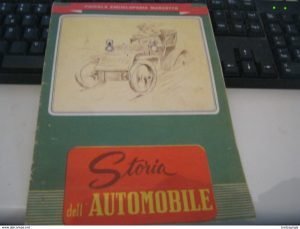 PICCOLA ENCICLOPEDIA MARZOTTO
Storia
dell' AUTOMOBILE